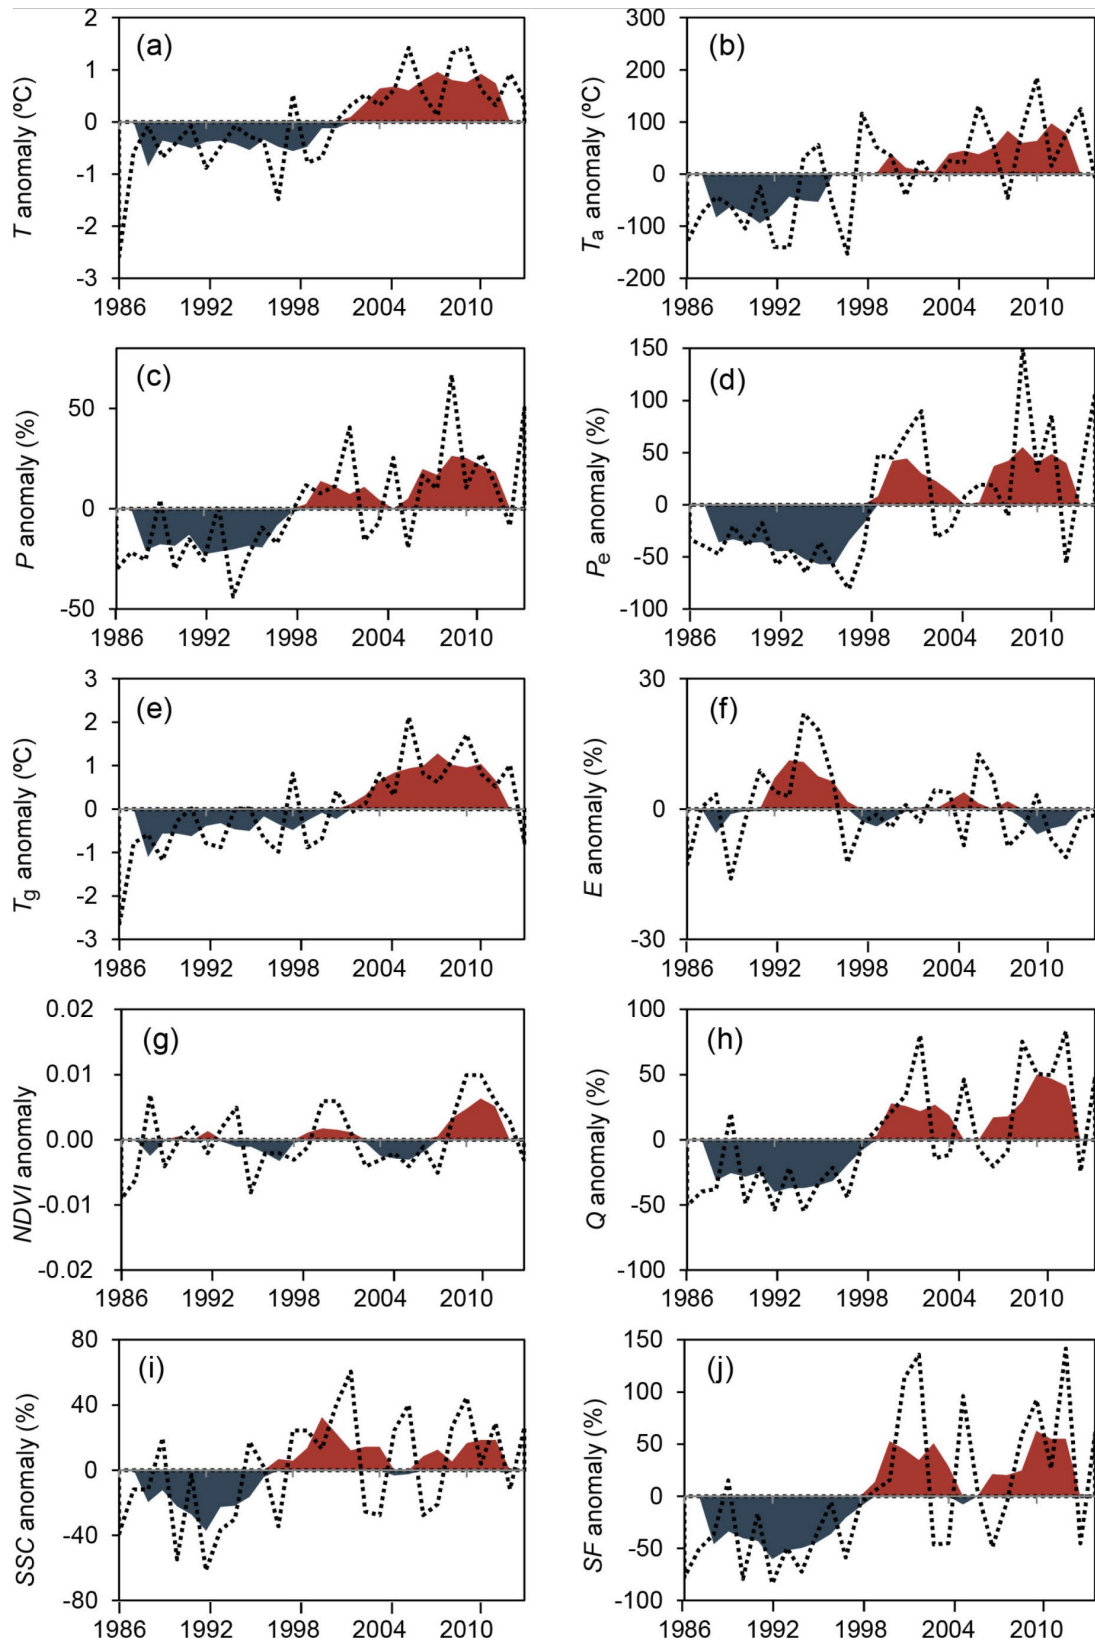 (a)
T anomaly (ºC)
2
1
0
-1
-2
-3
1986 1992 1998 2004 2010
(b)
Ta anomaly (ºC)
300
200
100
0
-100
-200
1986 1992 1998 2004 2010
(c)
P anomaly (%)
50
0
-50
1986 1992 1998 2004 2010
(d)
Pe anomaly (%)
150
100
50
0
-50
-100
1986 1992 1998 2004 2010
(e)
Tg anomaly (ºC)
3
2
1
0
-1
-2
-3
1986 1992 1998 2004 2010
(f)
E anomaly (%)
30
0
-30
1986 1992 1998 2004 2010
(g)
NDVI anomaly
0.02
0.01
0.00
-0.01
-0.02
1986 1992 1998 2004 2010
(h)
Q anomaly (%)
100
50
0
-50
-100
1986 1992 1998 2004 2010
(i)
SSC anomaly (%)
80
40
0
-40
-80
1986 1992 1998 2004 2010
(j)
SF anomaly (%)
150
100
50
0
-50
-100
1986 1992 1998 2004 2010